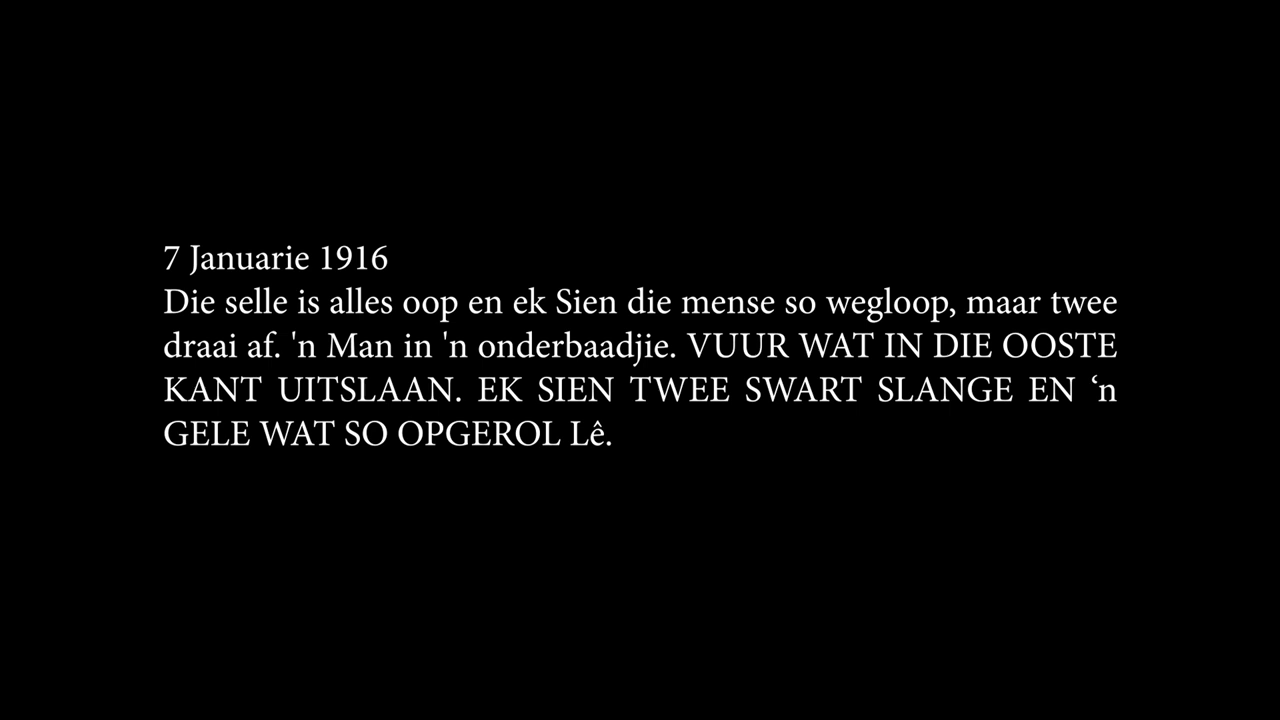 7 Januarie 1916
Die selle is alles oop en ek Sien die mense so wegloop, maar twee
draai af. 'n Man in 'n onderbaadjie. VUUR WAT IN DIE OOSTE
KANT UITSLAAN. EK SIEN TWEE SWART SLANGE EN ‘n
GELE WAT SO OPGEROL Lê.